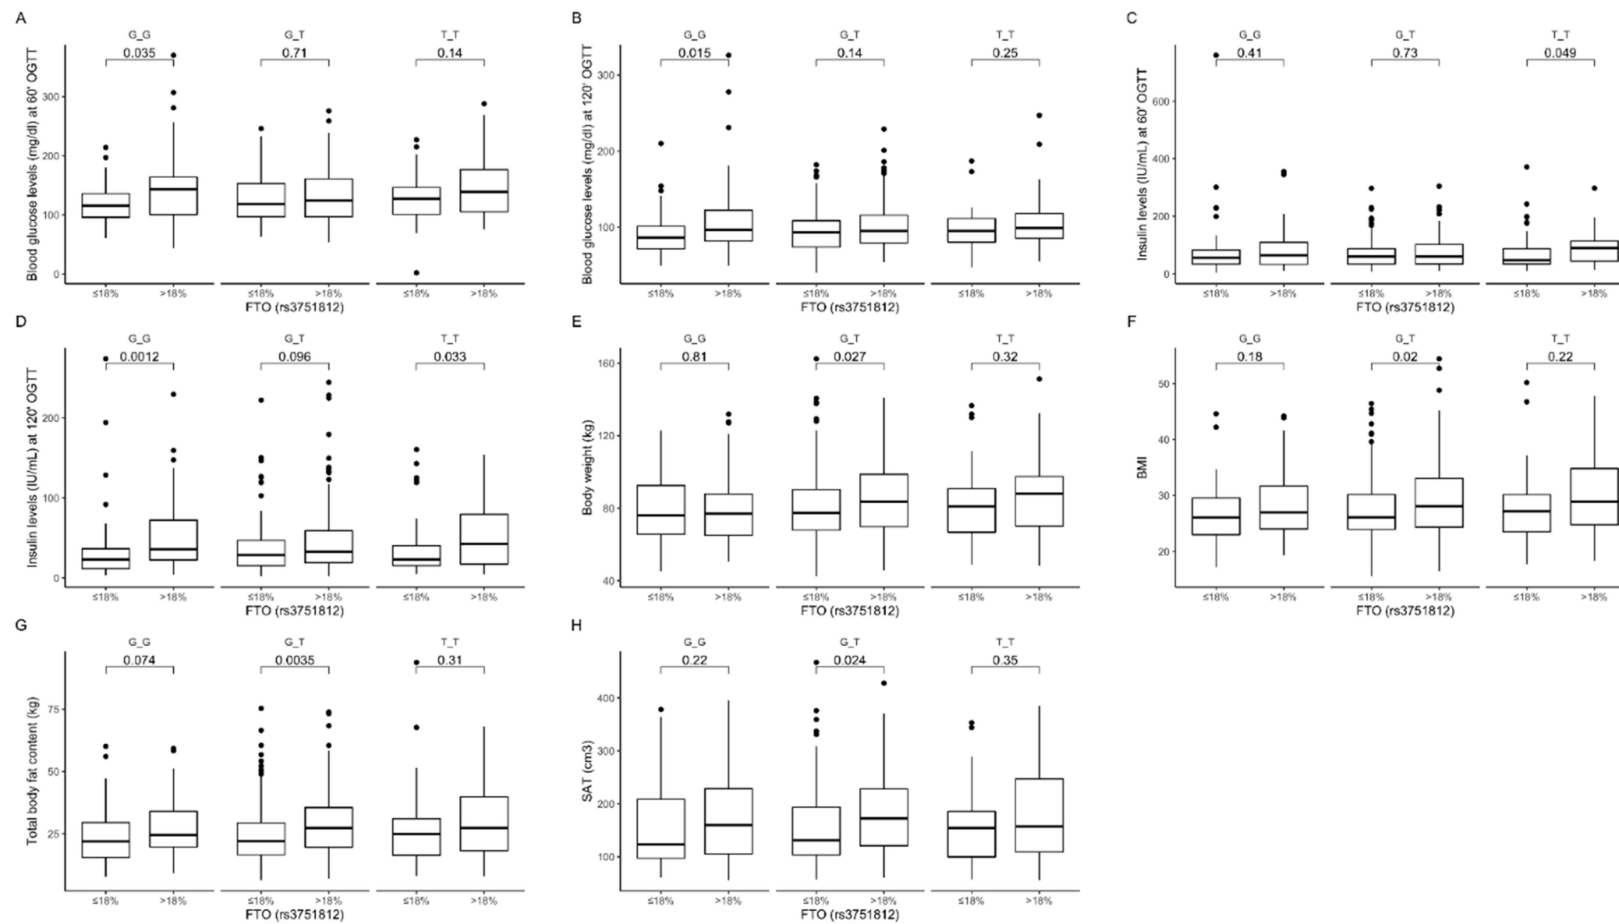 A
G_G G_T T_T
0.035 0.71 0.14
Blood glucose levels (mg/dl) at 60' OGTT
300
200
100
0
≤18% >18% ≤18% >18% ≤18% >18%
FTO (rs3751812)
B
G_G G_T T_T
0.015 0.14 0.25
Blood glucose levels (mg/dl) at 120' OGTT
300
200
100
≤18% >18% ≤18% >18% ≤18% >18%
FTO (rs3751812)
C
G_G G_T T_T
0.41 0.73 0.049
Insulin levels (IU/mL) at 60' OGTT
600
400
200
0
≤18% >18% ≤18% >18% ≤18% >18%
FTO (rs3751812)
D
G_G G_T T_T
0.0012 0.096 0.033
Insulin levels (IU/mL) at 120' OGTT
200
100
0
≤18% >18% ≤18% >18% ≤18% >18%
FTO (rs3751812)
E
G_G G_T T_T
0.81 0.027 0.32
Body weight (kg)
160
120
80
40
≤18% >18% ≤18% >18% ≤18% >18%
FTO (rs3751812)
F
G_G G_T T_T
0.18 0.02 0.22
BMI
50
40
30
20
≤18% >18% ≤18% >18% ≤18% >18%
FTO (rs3751812)
G
G_G G_T T_T
0.074 0.0035 0.31
Total body fat content (kg)
75
50
25
≤18% >18% ≤18% >18% ≤18% >18%
FTO (rs3751812)
H
G_G G_T T_T
0.22 0.024 0.35
SAT (cm3)
400
300
200
100
≤18% >18% ≤18% >18% ≤18% >18%
FTO (rs3751812)